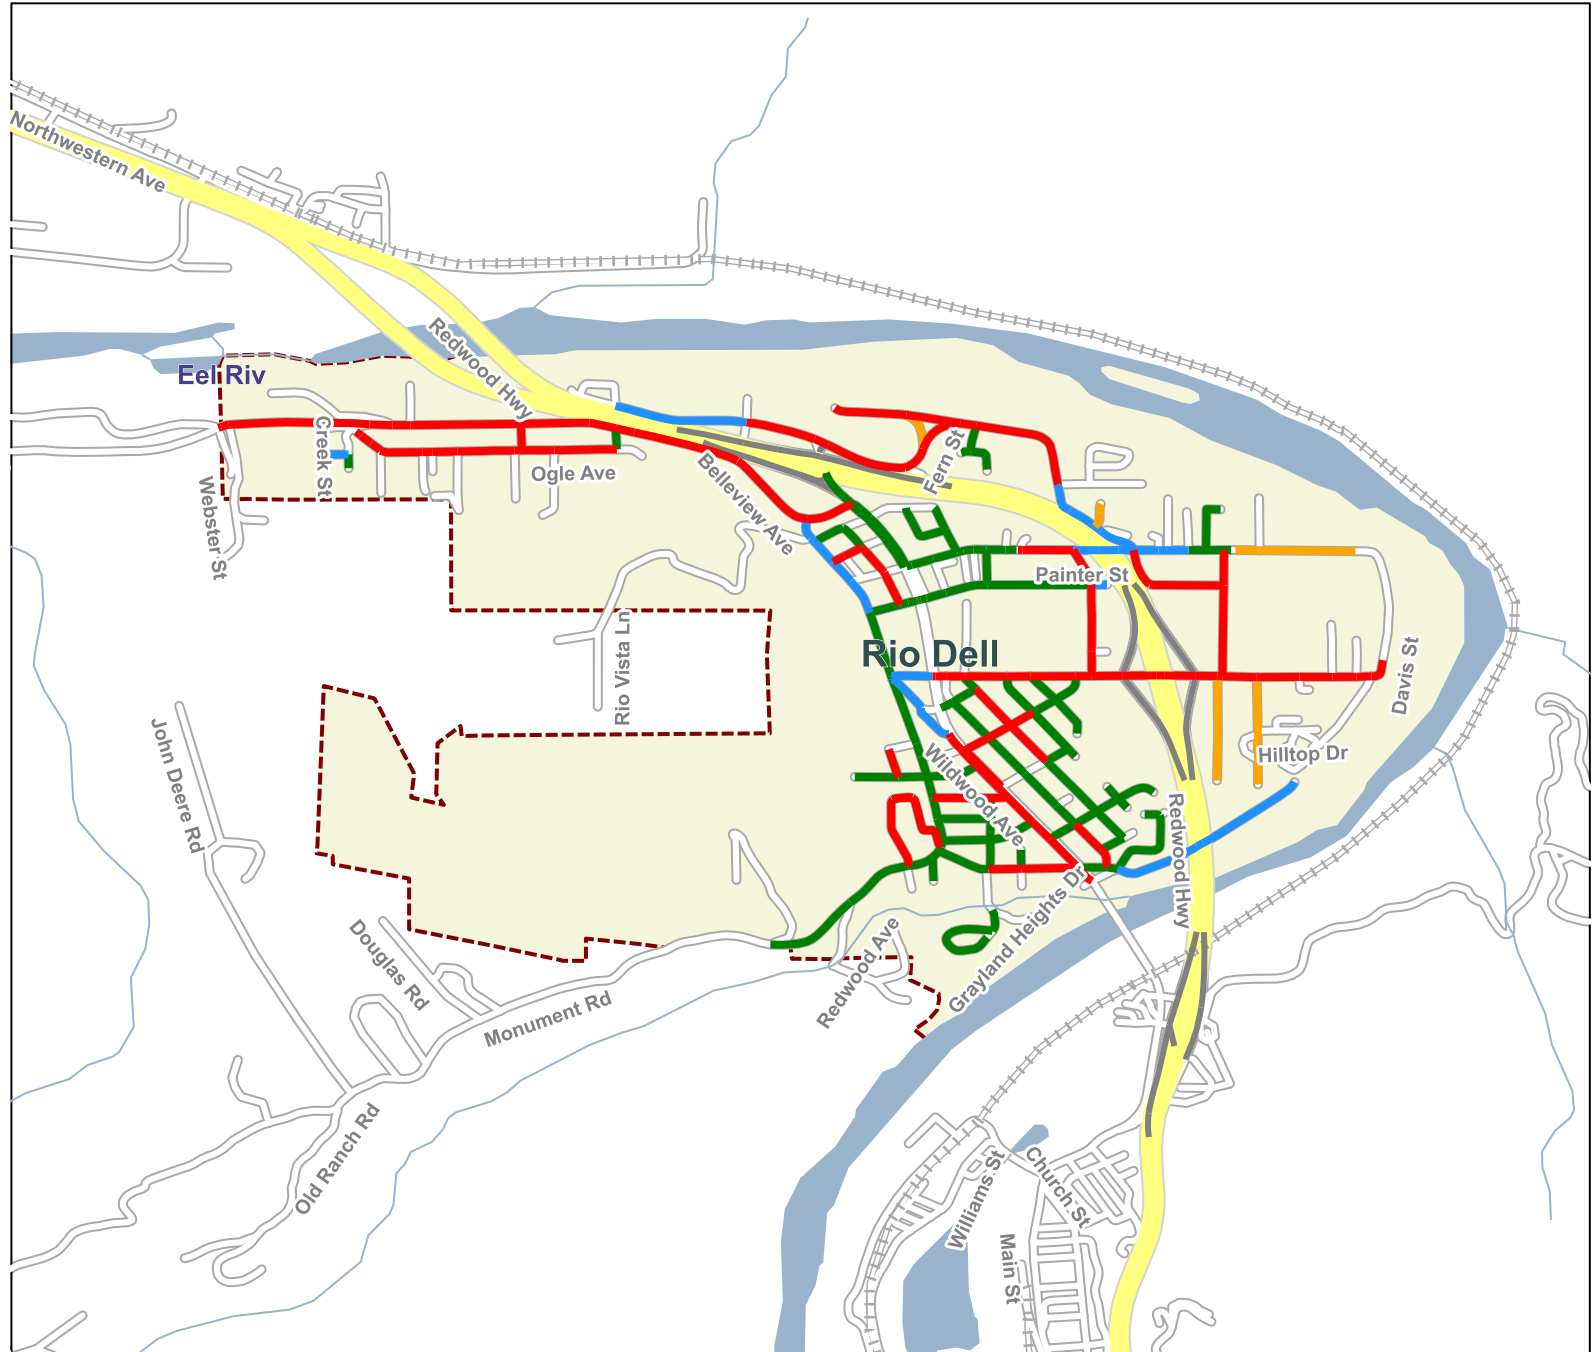 Northwestern Ave
Redwood Hwy
Eel Riv
Creek St
Webster St
Ogle Ave
Belleview Ave
Fern St
Painter St
Rio Dell
Rio Vista Ln
Davis St
Hilltop Dr
John Deere Rd
Wildwood Ave
Redwood Hwy
Douglas Rd
Monument Rd
Redwood Ave
Grayland Heights Dr
Old Ranch Rd
Williams St
Church St
Main St